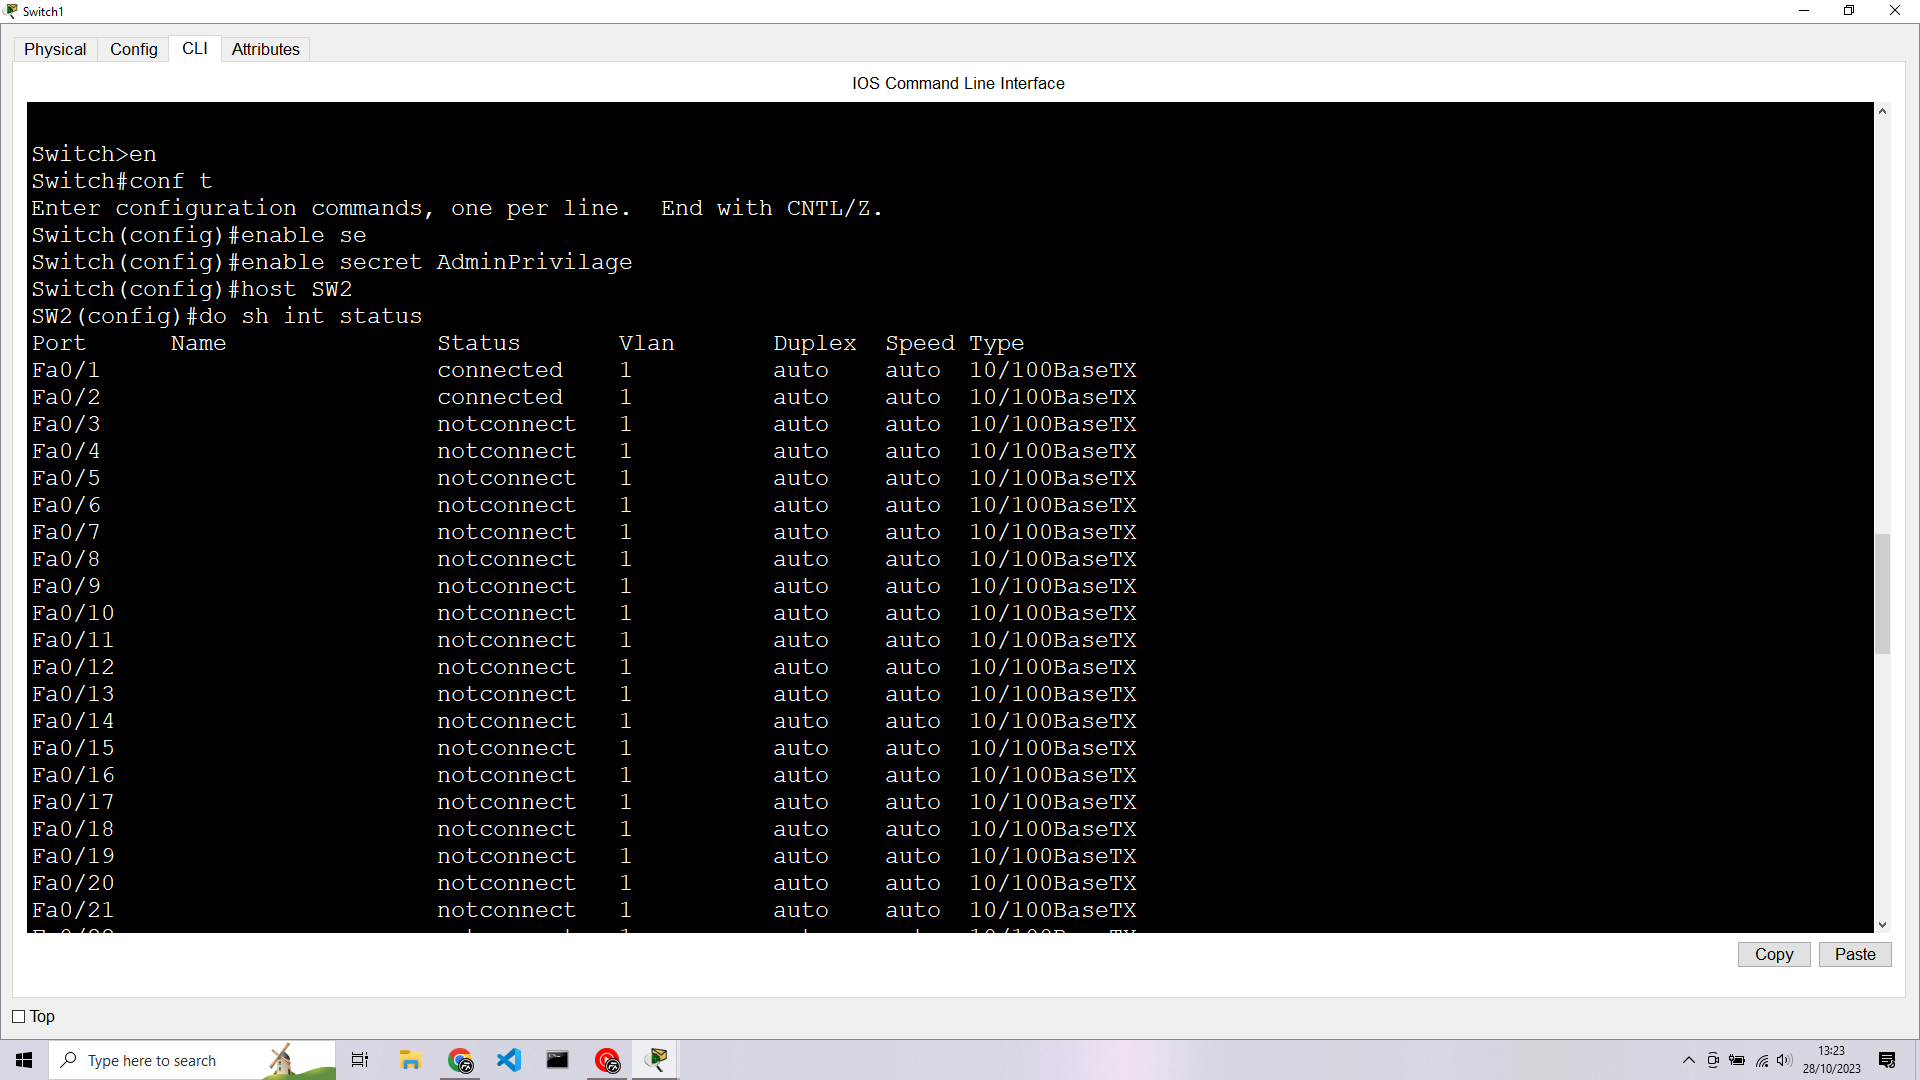 Switch1
Physical Config CLI Attributes
IOS Command Line Interface
Switch>en
Switch#conf t
Enter configuration commands, one per line.  End with CNTL/Z.
Switch(config)#enable se
Switch(config)#enable secret AdminPrivilage
Switch(config)#host SW2
SW2(config)#do sh int status
Port Name Status Vlan Duplex Speed Type
Fa0/1 connected 1 auto auto 10/100BaseTX
Fa0/2 connected 1 auto auto 10/100BaseTX
Fa0/3 notconnect 1 auto auto 10/100BaseTX
Fa0/4 notconnect 1 auto auto 10/100BaseTX
Fa0/5 notconnect 1 auto auto 10/100BaseTX
Fa0/6 notconnect 1 auto auto 10/100BaseTX
Fa0/7 notconnect 1 auto auto 10/100BaseTX
Fa0/8 notconnect 1 auto auto 10/100BaseTX
Fa0/9 notconnect 1 auto auto 10/100BaseTX
Fa0/10 notconnect 1 auto auto 10/100BaseTX
Fa0/11 notconnect 1 auto auto 10/100BaseTX
Fa0/12 notconnect 1 auto auto 10/100BaseTX
Fa0/13 notconnect 1 auto auto 10/100BaseTX
Fa0/14 notconnect 1 auto auto 10/100BaseTX
Fa0/15 notconnect 1 auto auto 10/100BaseTX
Fa0/16 notconnect 1 auto auto 10/100BaseTX
Fa0/17 notconnect 1 auto auto 10/100BaseTX
Fa0/18 notconnect 1 auto auto 10/100BaseTX
Fa0/19 notconnect 1 auto auto 10/100BaseTX
Fa0/20 notconnect 1 auto auto 10/100BaseTX
Fa0/21 notconnect 1 auto auto 10/100BaseTX
Copy Paste
Top
Type here to search
13:23
28/10/2023